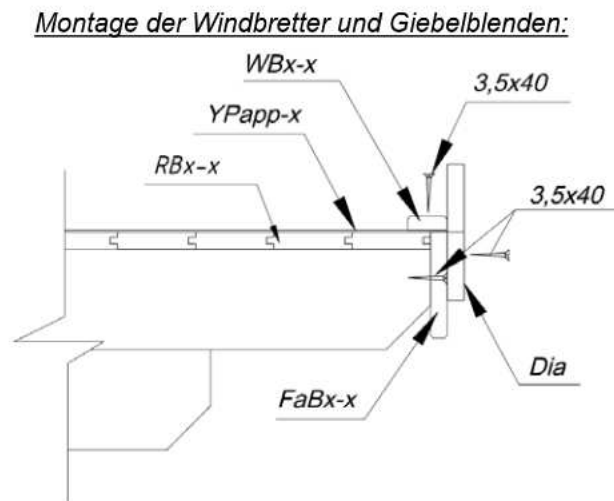 Montage der Windbretter und Giebelblenden:
WBx-x
3,5x40
YPapp-x
RBx-x
3,5x40
Dia
FaBx-x